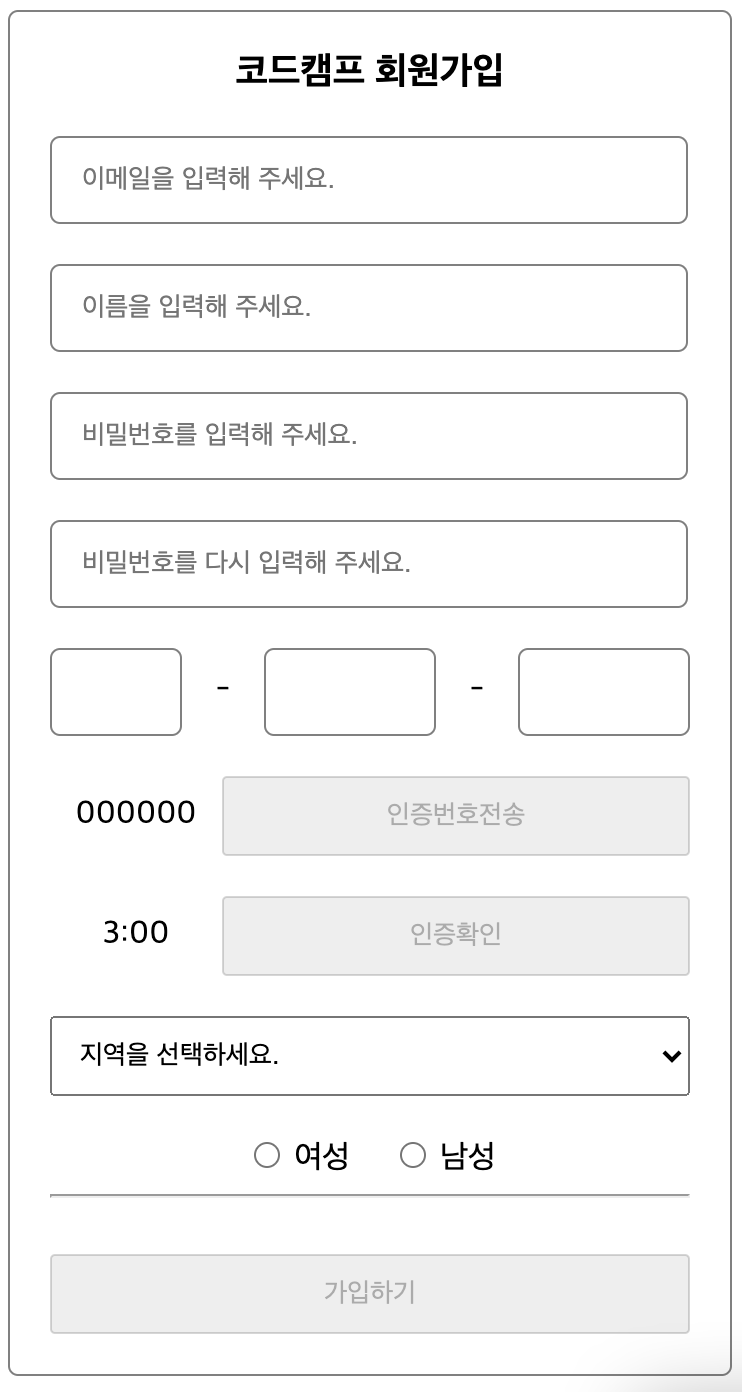 코드캠프 회원가입
이메일을 입력해 주세요.
이름을 입력해 주세요.
비밀번호를 입력해 주세요.
비밀번호를 다시 입력해 주세요.
- -
000000 인증번호전송
3:00 인증확인
지역을 선택하세요.
여성 남성
가입하기